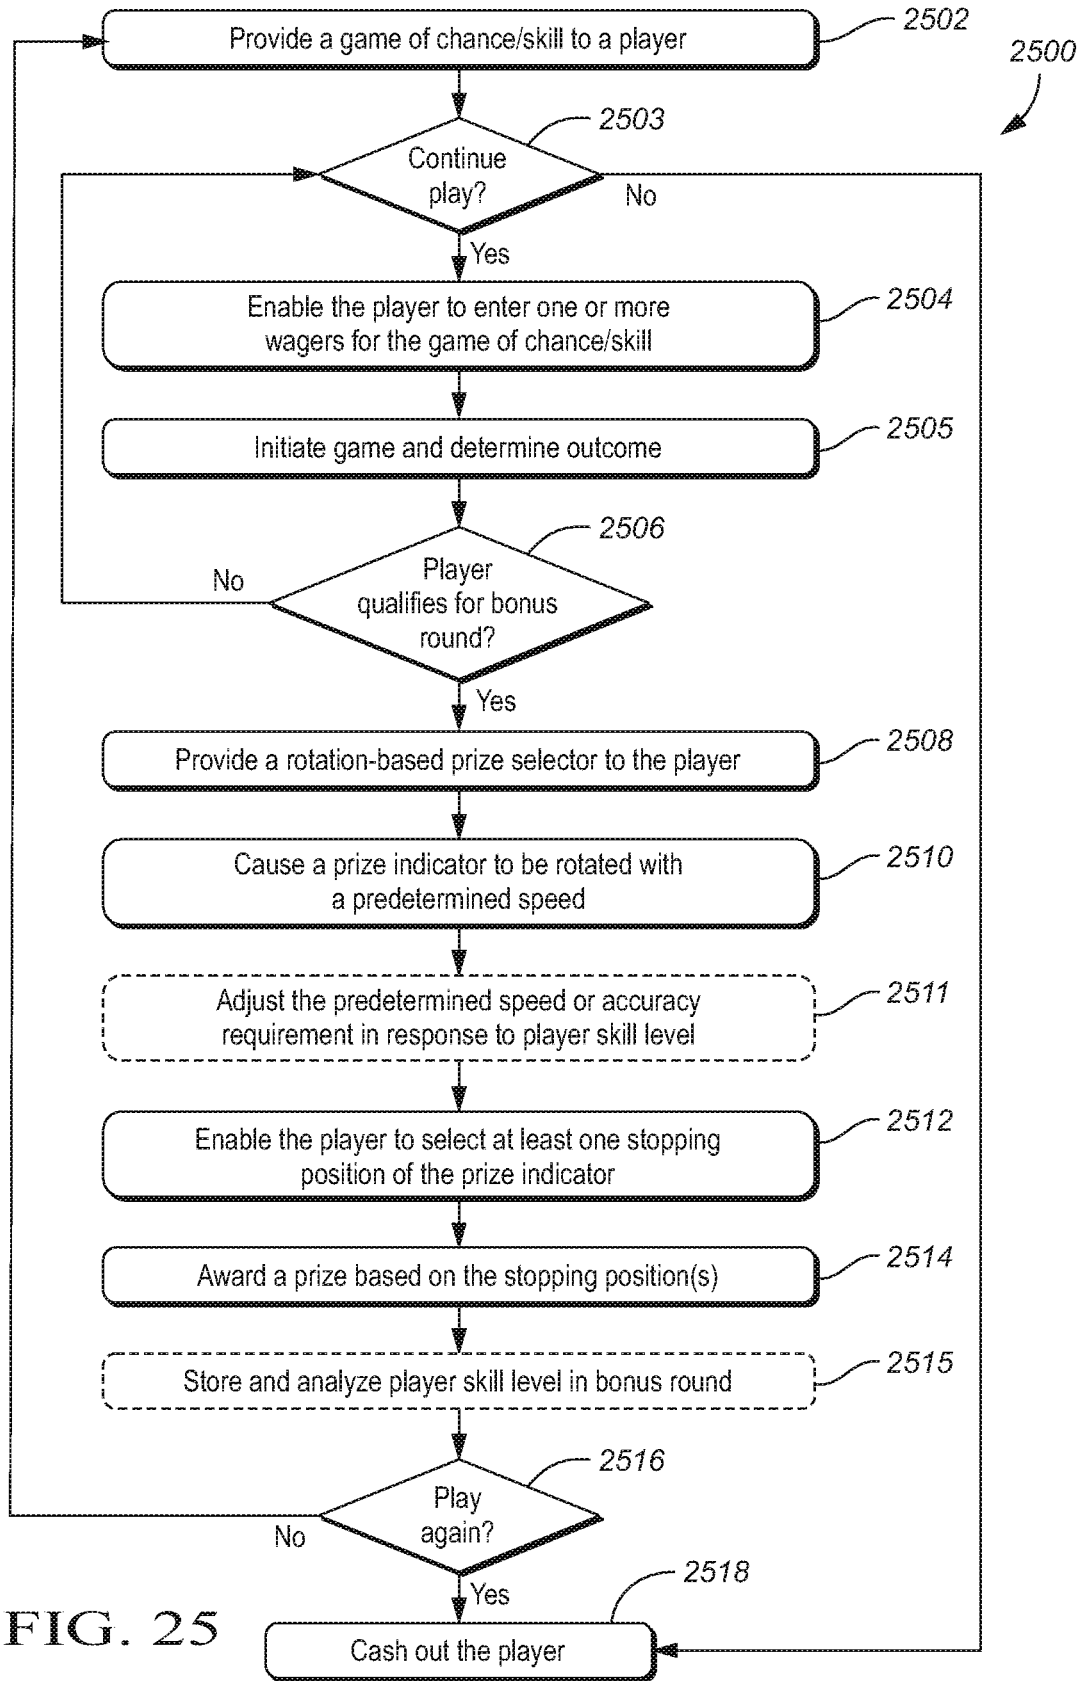 Provide a game of chance/skill to a player
2502
2500
2503
Continue
play?
No
Yes
Enable the player to enter one or more
wagers for the game of chance/skill
2504
Initiate game and determine outcome
2505
2506
Player
qualifies for bonus
round?
No
Yes
Provide a rotation-based prize selector to the player
2508
Cause a prize indicator to be rotated with
a predetermined speed
2510
Adjust the predetermined speed or accuracy
requirement in response to player skill level
2511
Enable the player to select at least one stopping
position of the prize indicator
2512
Award a prize based on the stopping position(s)
2514
Store and analyze player skill level in bonus round
2515
2516
Play
again?
No
Yes
2518
Cash out the player
FIG. 25